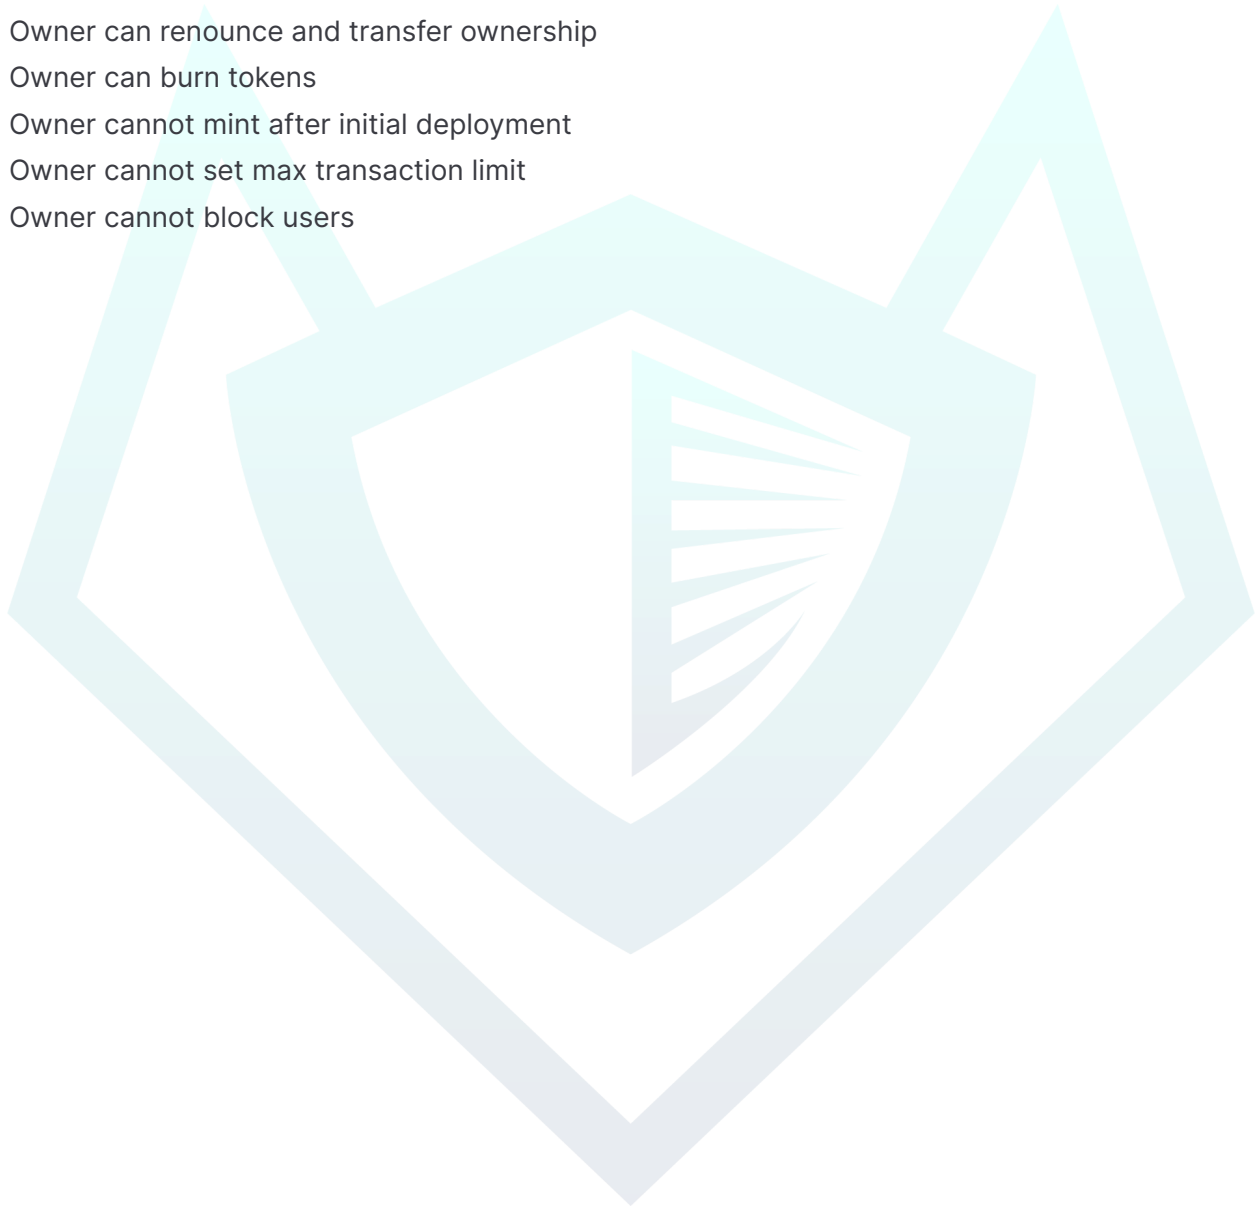 Owner can renounce and transfer ownership
Owner can burn tokens
Owner cannot mint after initial deployment
Owner cannot set max transaction limit
Owner cannot block users